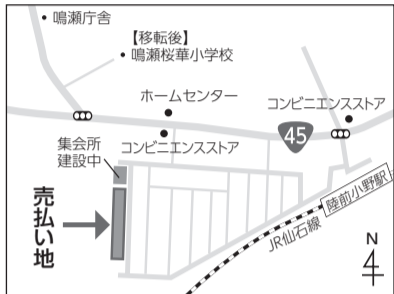 鳴瀬庁舎
【移転後】
鳴瀬桜華小学校
ホームセンター
コンビニエンスストア
コンビニエンスストア
45
集会所
建設中
売払い地
陸前小野駅
JR仙石線
N